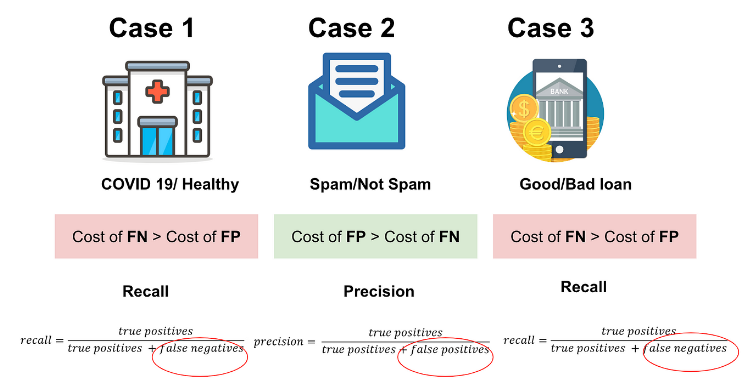 Case 1
Case 2
Case 3
BANK
$
€
COVID 19/ Healthy
Spam/Not Spam
Good/Bad loan
Cost of FN > Cost of FP
Cost of FP > Cost of FN
Cost of FN > Cost of FP
Recall
Precision
Recall
recall = true positives
true positives + false negatives
precision = true positives
true positives + false positives
recall = true positives
true positives + false negatives